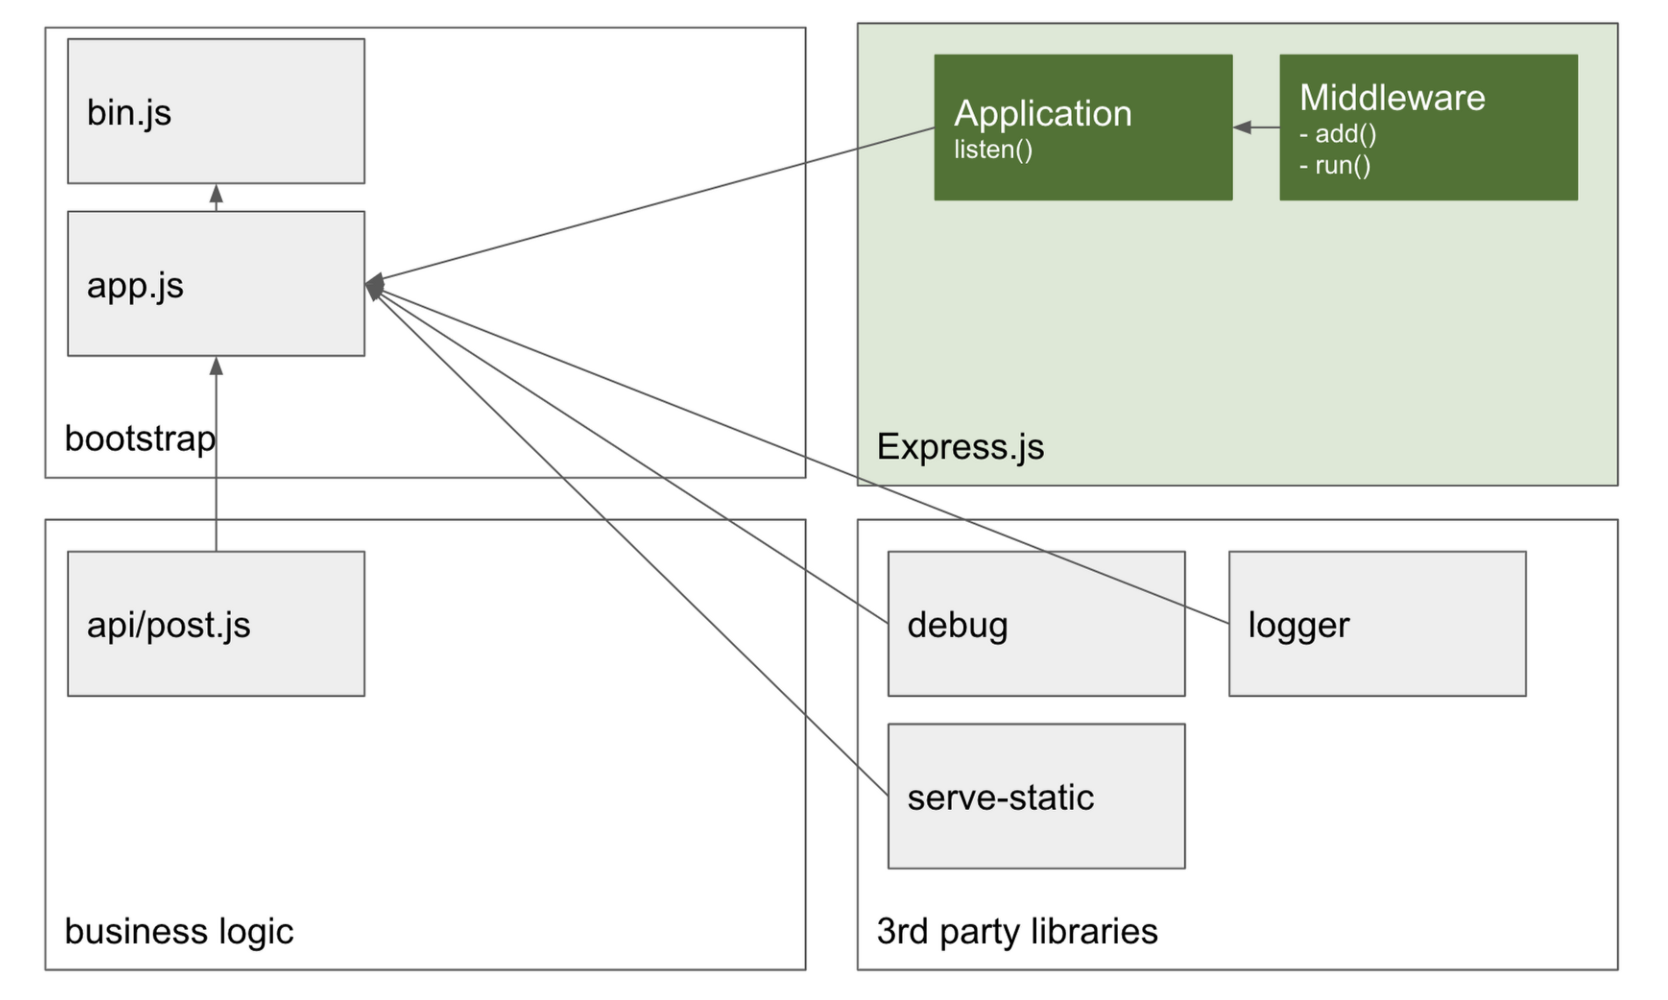 bin.js
app.js
bootstrap
Application
listen()
Middleware
- add()
- run()
Express.js
api/post.js
business logic
debug
logger
serve-static
3rd party libraries